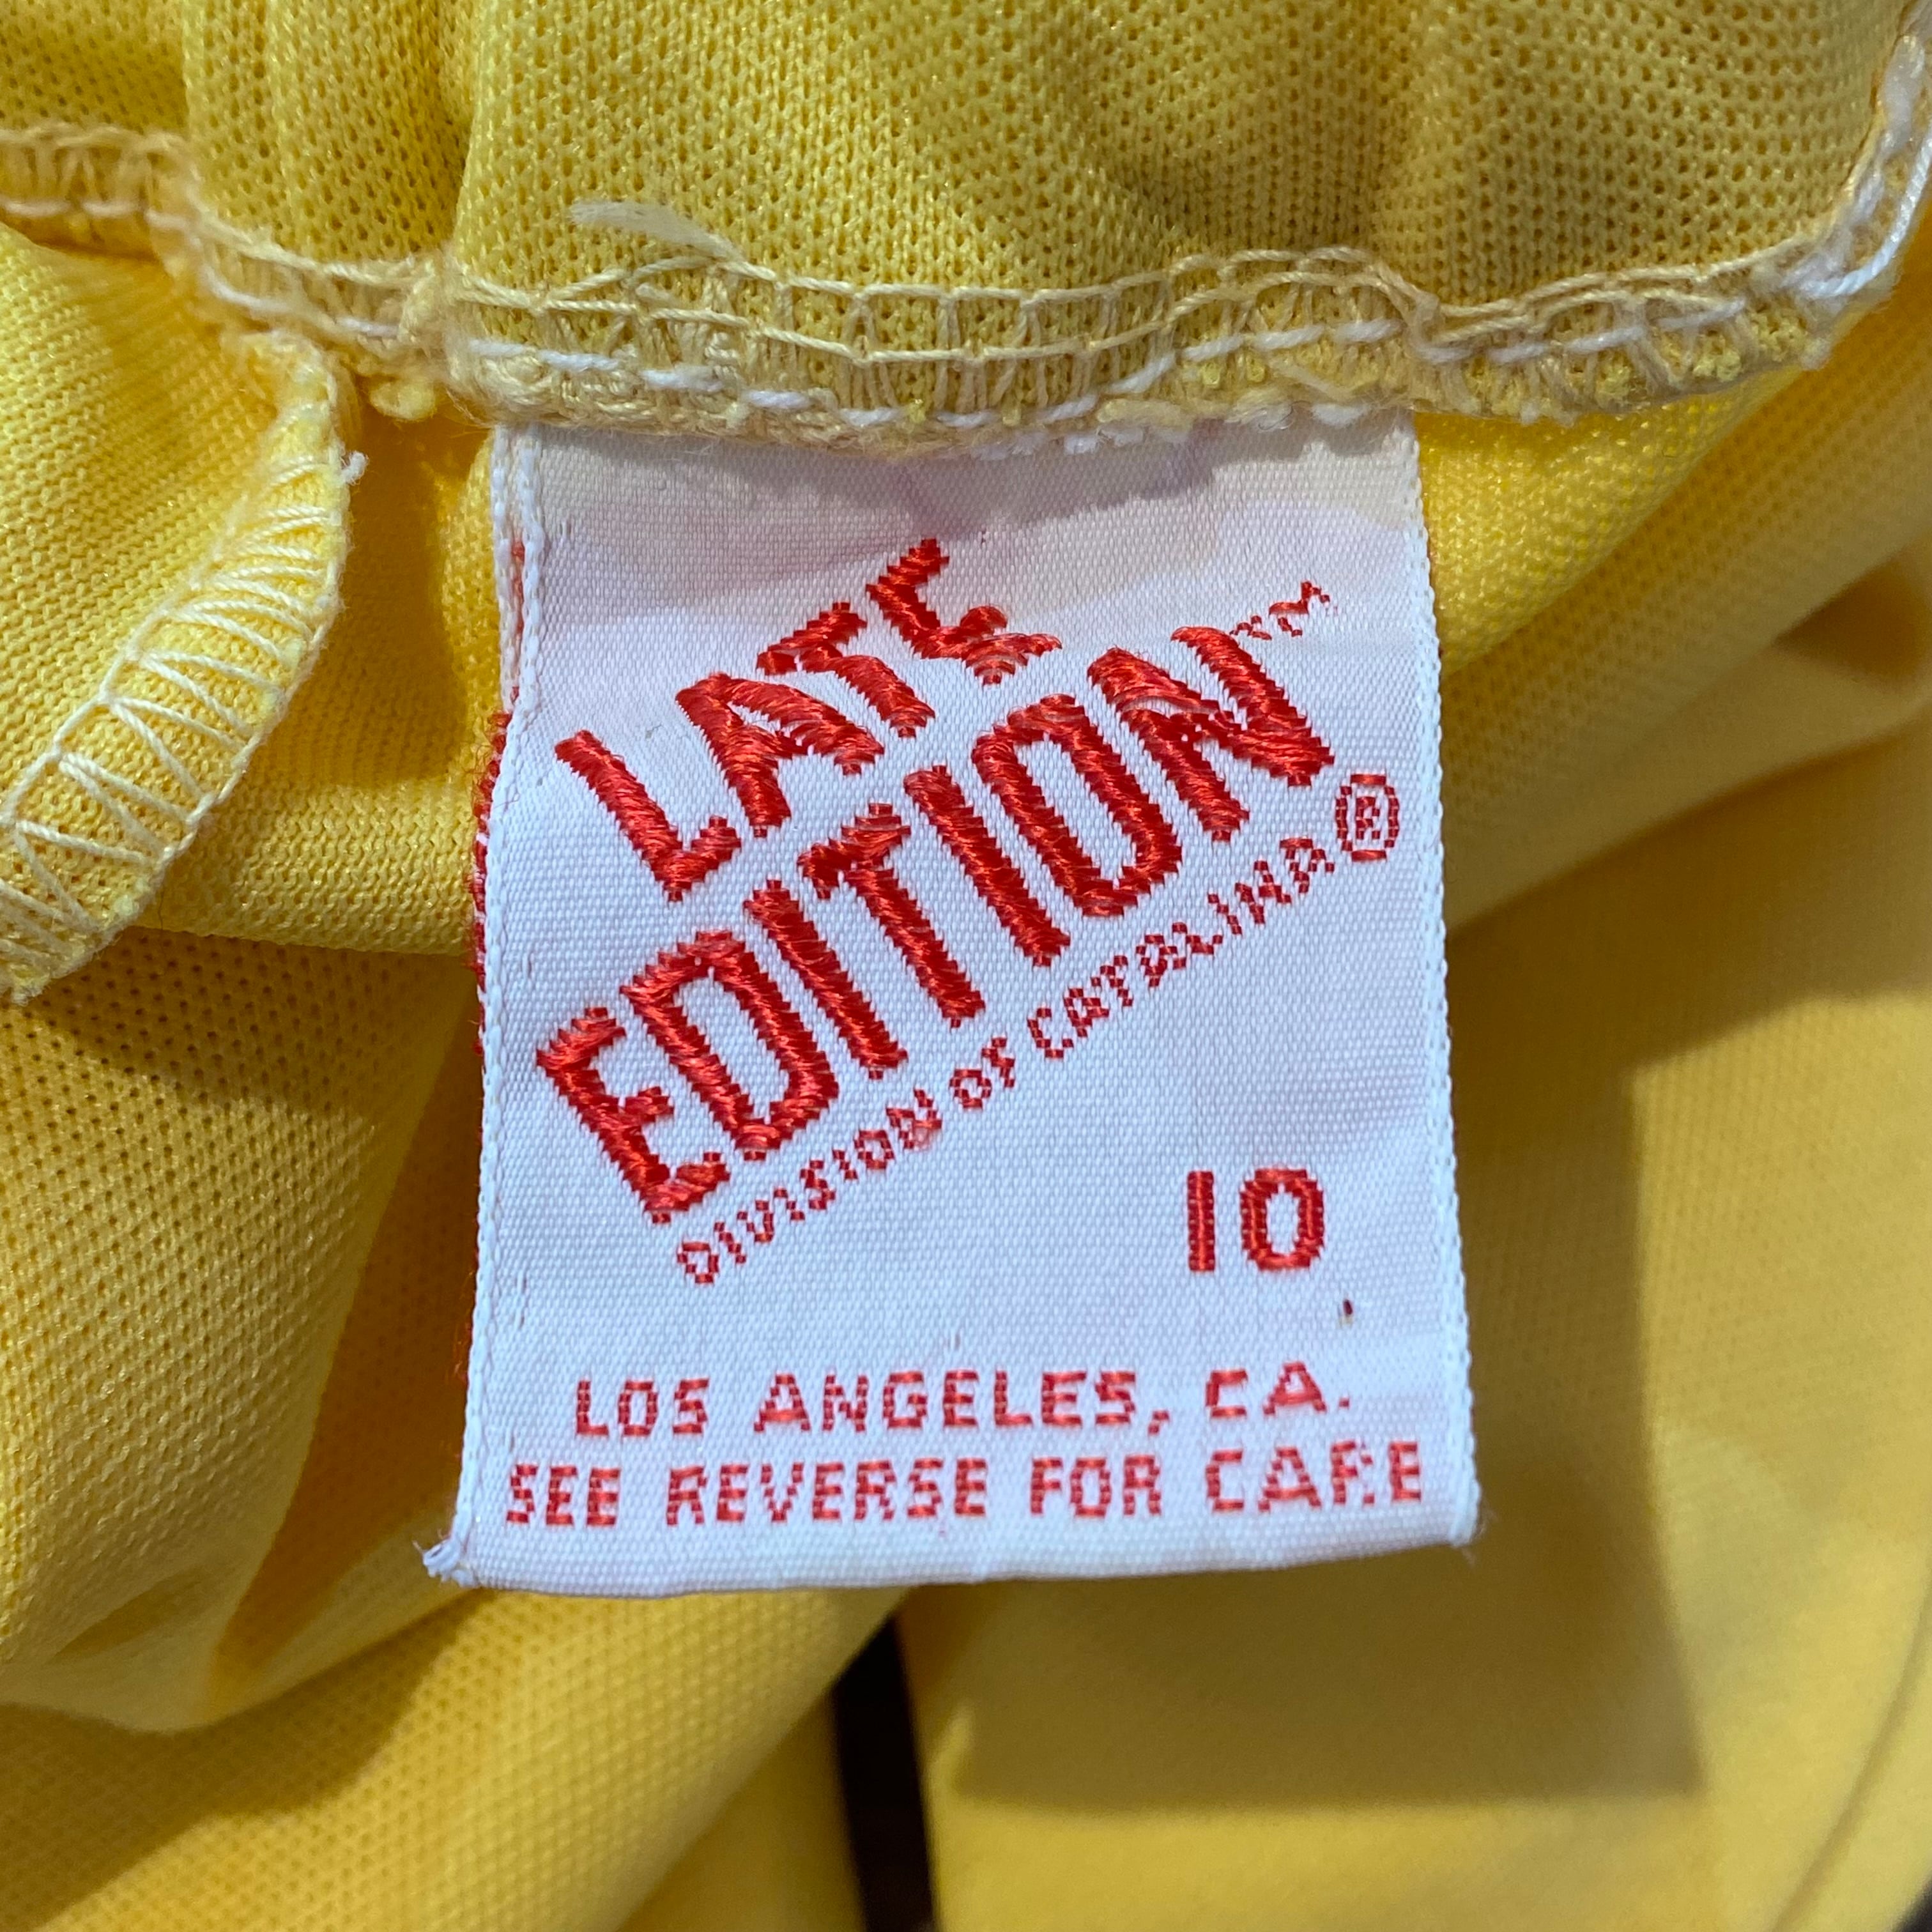 LATE
EDITION™
DIVISION OF CATALINA®
10
LOS ANGELES, CA.
SEE REVERSE FOR CARE